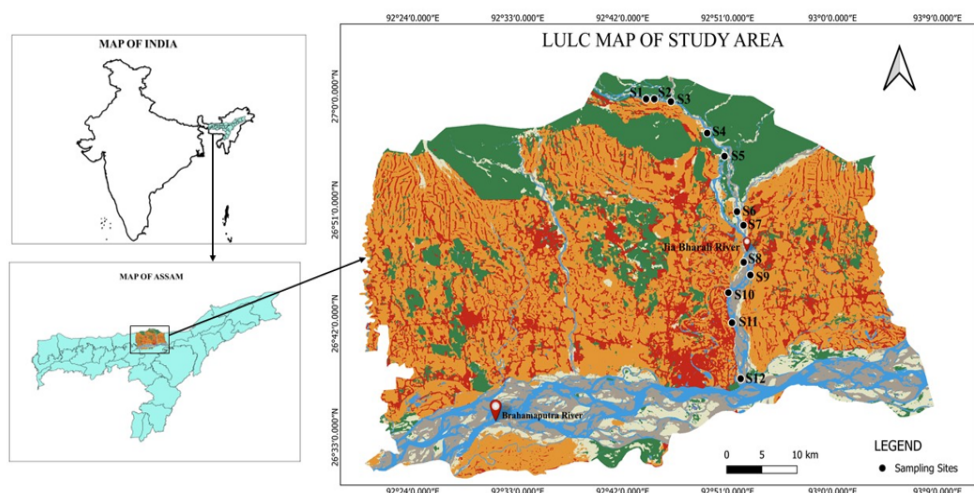 MAP OF INDIA
MAP OF ASSAM
LULC MAP OF STUDY AREA
92°24'0.000"E 92°33'0.000"E 92°42'0.000"E 92°51'0.000"E 93°0'0.000"E 93°9'0.000"E
27°0'0.000"N
26°51'0.000"N
26°42'0.000"N
26°33'0.000"N
S1 S2 S3
S4
S5
S6
S7
Jia Bharali River
S8
S9
S10
S11
S12
Brahamaputra River
LEGEND
Sampling Sites
0 5 10 km
92°24'0.000"E 92°33'0.000"E 92°42'0.000"E 92°51'0.000"E 93°0'0.000"E 93°9'0.000"E